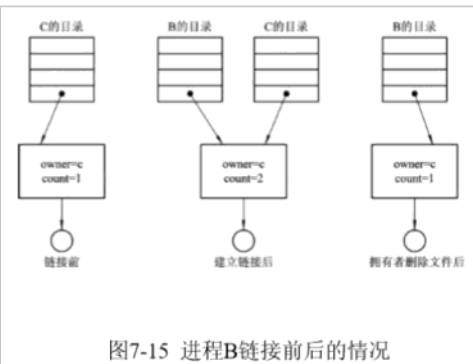 C的目录
B的目录
C的目录
B的目录
owner=c
count=1
owner=c
count=2
owner=c
count=1
链接前
建立链接后
拥有者删除文件后
图7-15 进程B链接前后的情况